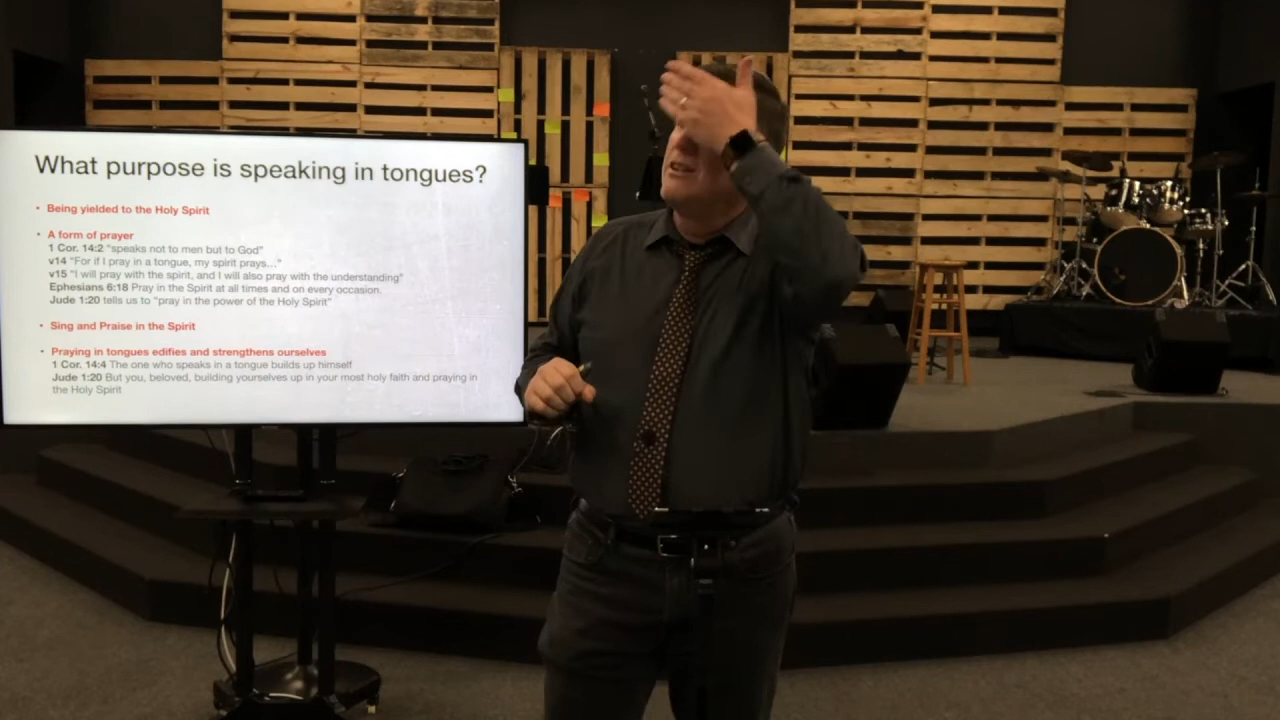 What purpose is speaking in tongues?
• Being yielded to the Holy Spirit
• A form of prayer
1 Cor. 14:2 "speaks not to men but to God"
v14 "For if I pray in a tongue, my spirit prays…"
v15 "I will pray with the spirit, and I will also pray with the understanding"
Ephesians 6:18 Pray in the Spirit at all times and on every occasion.
Jude 1:20 tells us to "pray in the power of the Holy Spirit"
• Sing and Praise in the Spirit
• Praying in tongues edifies and strengthens ourselves
1 Cor. 14:4 The one who speaks in a tongue builds up himself
Jude 1:20 But you, beloved, building yourselves up in your most holy faith and praying in
the Holy Spirit